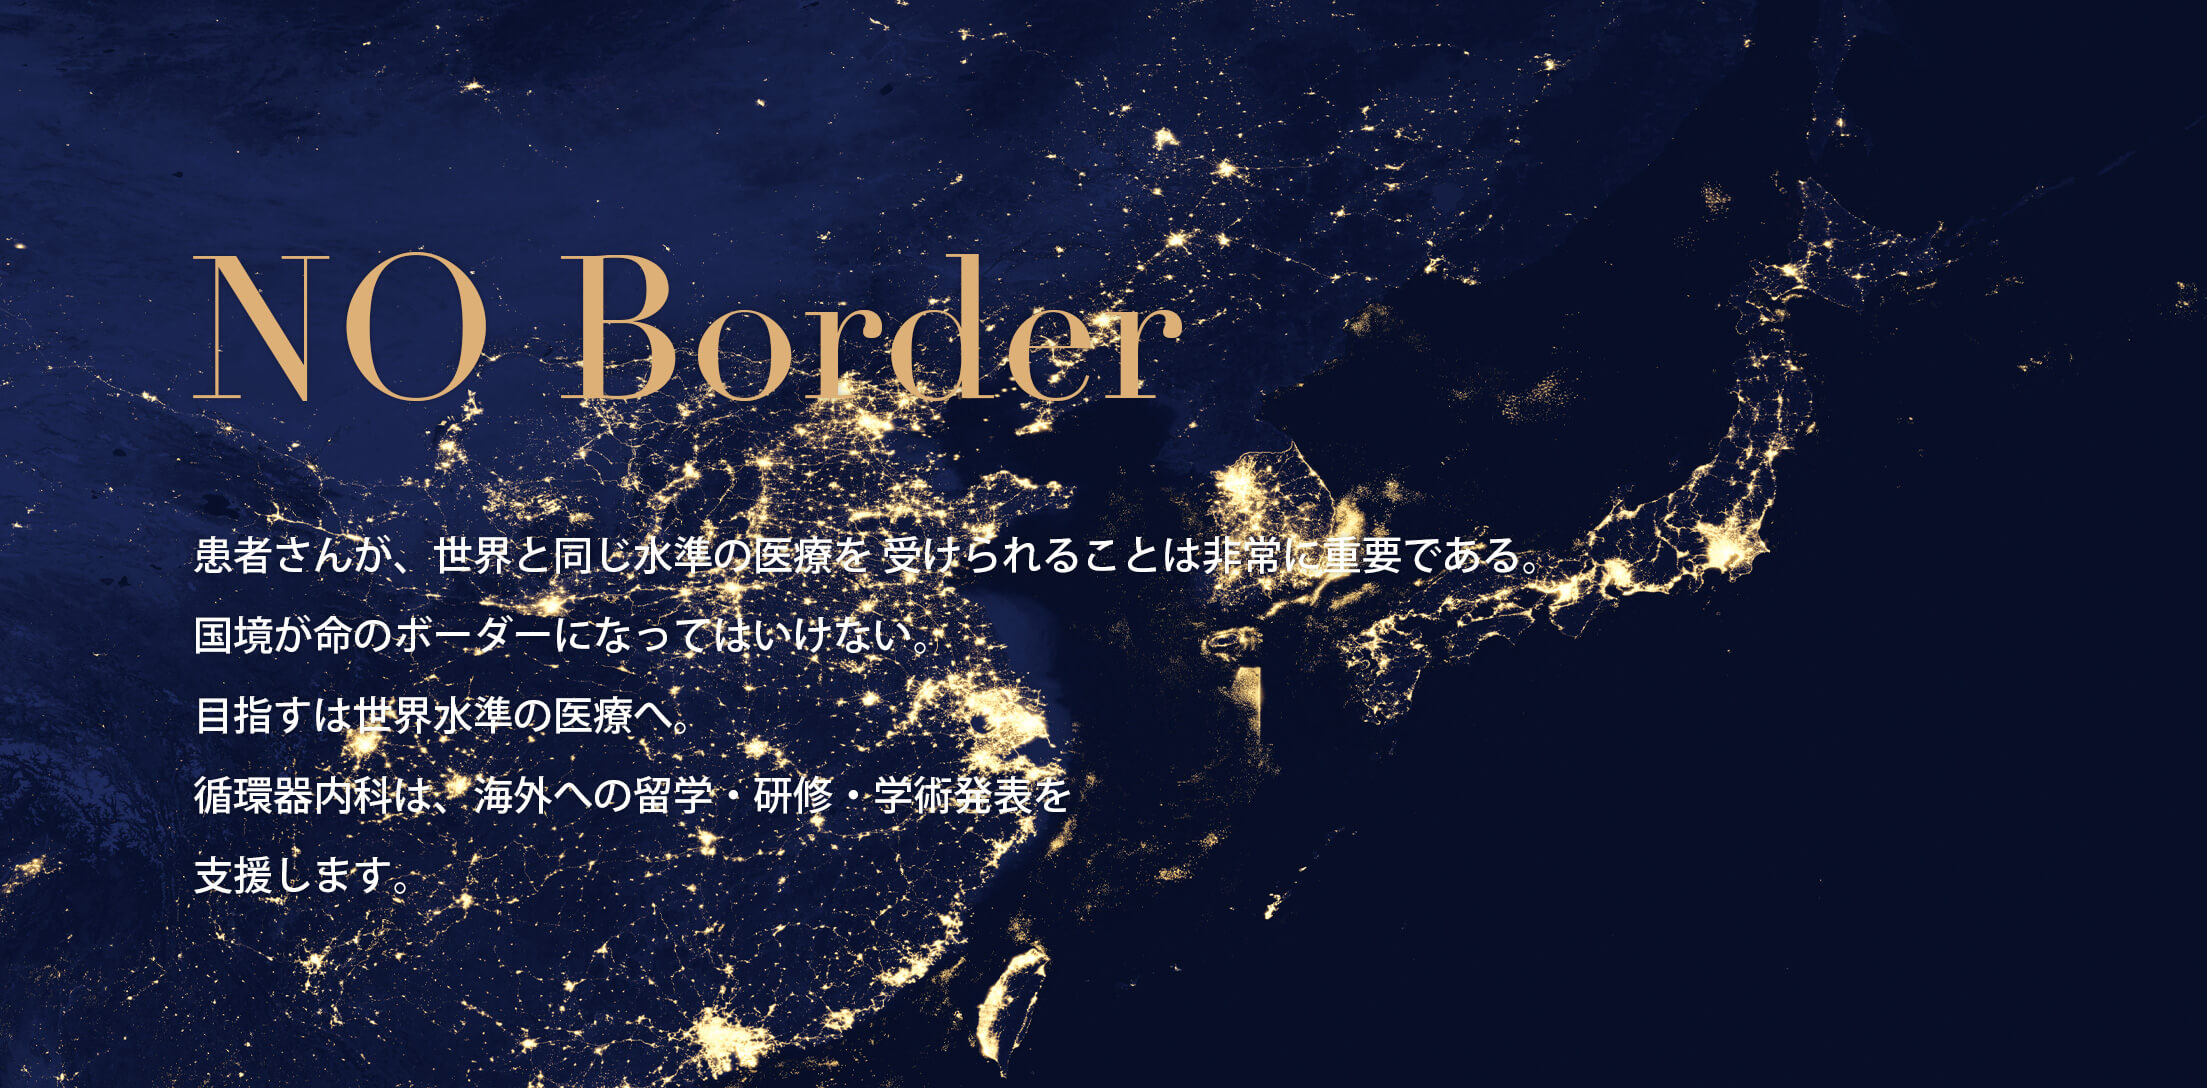 NO Border
患者さんが、世界と同じ水準の医療を 受けられることは非常に重要である。
国境が命のボーダーになってはいけない。
目指すは世界水準の医療へ。
循環器内科は、海外への留学・研修・学術発表を
支援します。